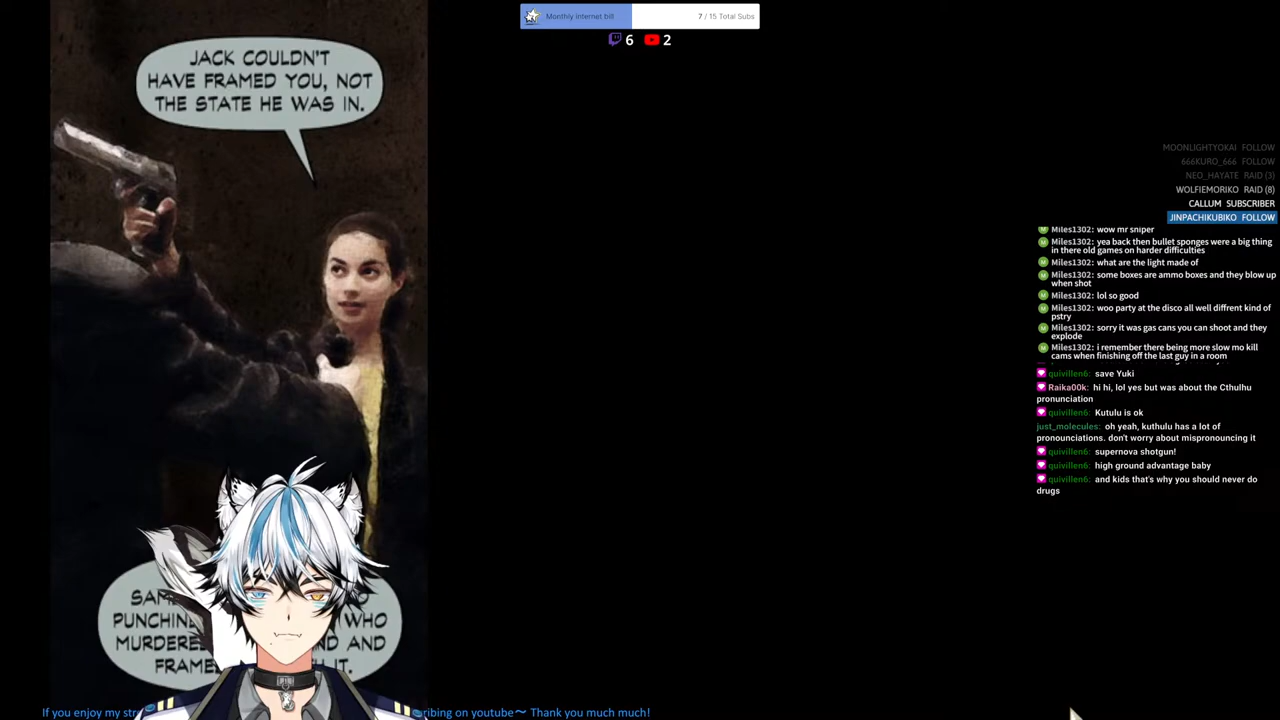 Monthly internet bill
7 / 15 Total Subs
6
2
JACK COULDN'T
HAVE FRAMED YOU, NOT
THE STATE HE WAS IN.
MOONLIGHTYOKAI FOLLOW
666KURO_666 FOLLOW
NEO_HAYATE RAID (3)
WOLFIEMORIKO RAID (8)
CALLUM SUBSCRIBER
JINPACHIKUBIKO FOLLOW
Miles1302: wow mr sniper
Miles1302: yea back then bullet sponges were a big thing
in there old games on harder difficulties
Miles1302: what are the light made of
Miles1302: some boxes are ammo boxes and they blow up
when shot
Miles1302: lol so good
Miles1302: woo party at the disco all well diffrent kind of
pstry
Miles1302: sorry it was gas cans you can shoot and they
explode
Miles1302: i remember there being more slow mo kill
cams when finishing off the last guy in a room
quivillen6: save Yuki
Raika00k: hi hi, lol yes but was about the Cthulhu
pronunciation
quivillen6: Kutulu is ok
just_molecules: oh yeah, kuthulu has a lot of
pronounciations. don't worry about mispronouncing it
quivillen6: supernova shotgun!
quivillen6: high ground advantage baby
quivillen6: and kids that's why you should never do
drugs
WHO
AND
IT.
If you enjoy my
on youtube～ Thank you much much!